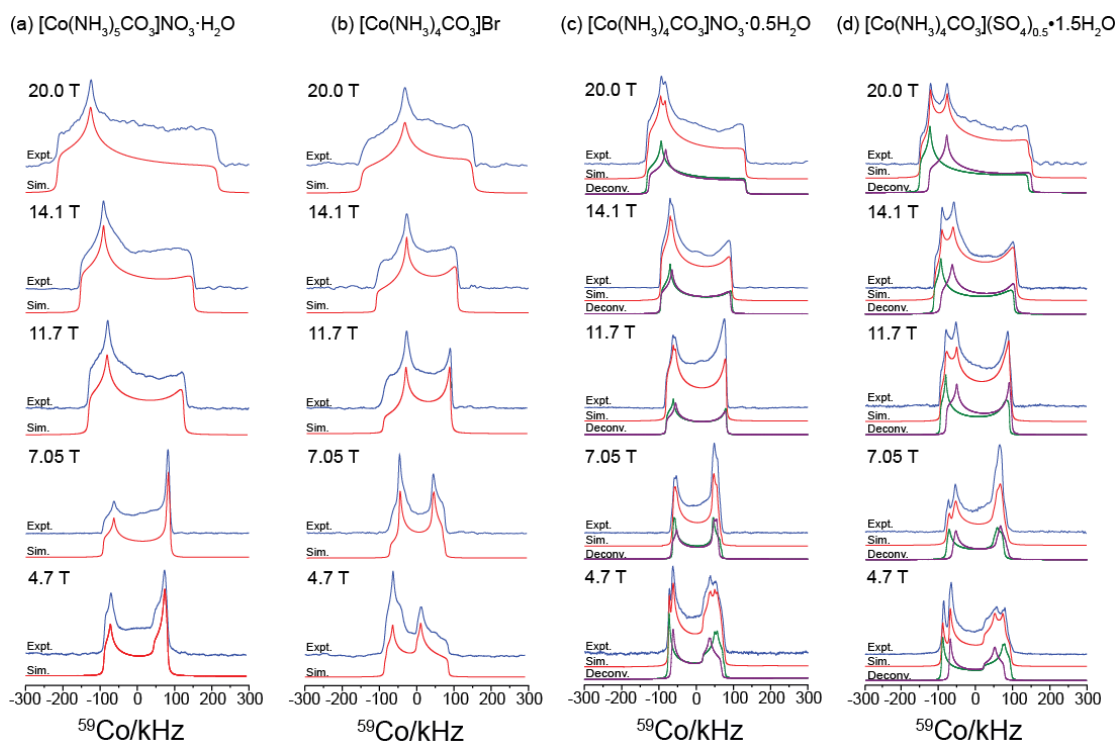 (a) [Co(NH₃)₅CO₃]NO₃·H₂O
(b) [Co(NH₃)₄CO₃]Br
(c) [Co(NH₃)₄CO₃]NO₃·0.5H₂O
(d) [Co(NH₃)₄CO₃](SO₄)₀.₅•1.5H₂O
20.0 T
Expt.
Sim.
14.1 T
Expt.
Sim.
11.7 T
Expt.
Sim.
7.05 T
Expt.
Sim.
4.7 T
Expt.
Sim.
-300 -200 -100 0 100 200 300
⁵⁹Co/kHz
20.0 T
Expt.
Sim.
14.1 T
Expt.
Sim.
11.7 T
Expt.
Sim.
7.05 T
Expt.
Sim.
4.7 T
Expt.
Sim.
-300 -200 -100 0 100 200 300
⁵⁹Co/kHz
20.0 T
Expt.
Sim.
Deconv.
14.1 T
Expt.
Sim.
Deconv.
11.7 T
Expt.
Sim.
Deconv.
7.05 T
Expt.
Sim.
Deconv.
4.7 T
Expt.
Sim.
Deconv.
-300 -200 -100 0 100 200 300
⁵⁹Co/kHz
20.0 T
Expt.
Sim.
Deconv.
14.1 T
Expt.
Sim.
Deconv.
11.7 T
Expt.
Sim.
Deconv.
7.05 T
Expt.
Sim.
Deconv.
4.7 T
Expt.
Sim.
Deconv.
-300 -200 -100 0 100 200 300
⁵⁹Co/kHz